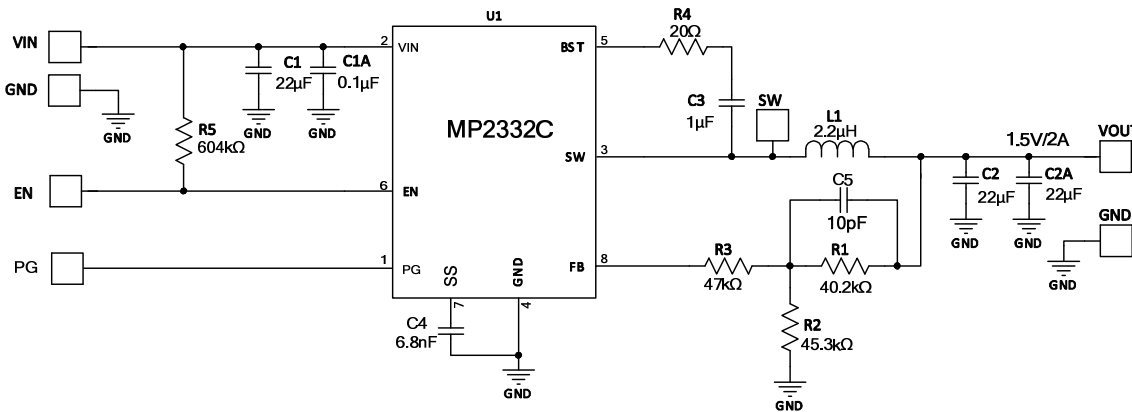 U1
R4
20Ω
VIN
2
VIN
BST
5
C1
22µF
C1A
0.1µF
GND
GND
GND
GND
R5
604kΩ
MP2332C
C3
1µF
SW
L1
2.2µH
SW
3
1.5V/2A
VOUT
EN
6
EN
C5
10pF
C2
22µF
C2A
22µF
GND
GND
GND
GND
PG
1
PG
SS
GND
FB
8
R3
47kΩ
R1
40.2kΩ
7
4
C4
6.8nF
R2
45.3kΩ
GND
GND